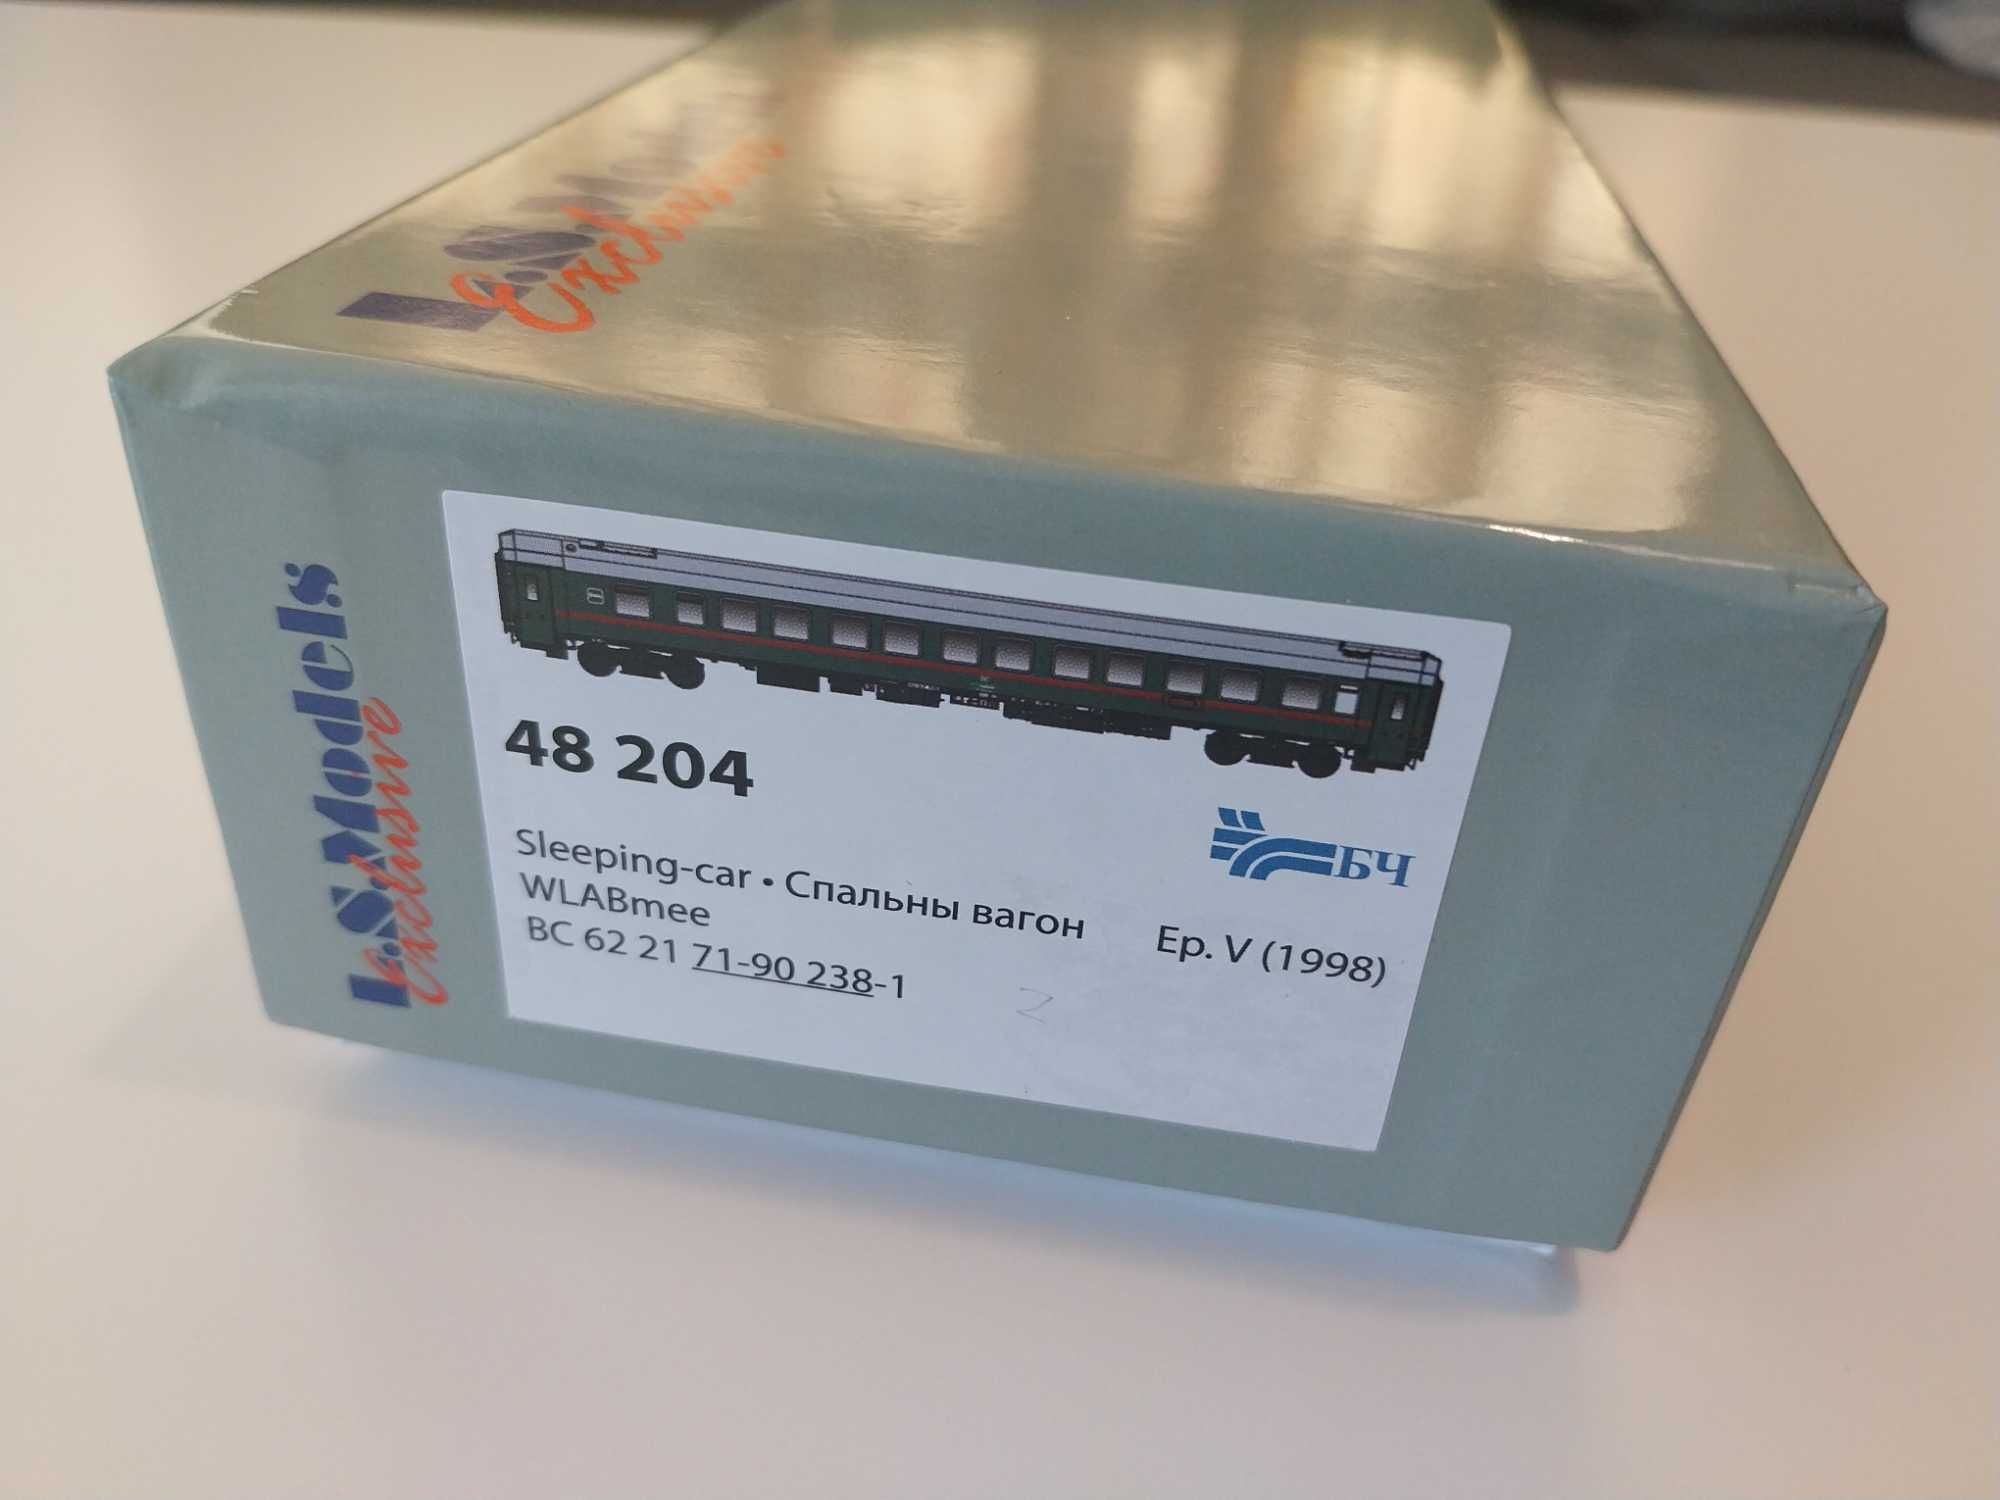 L.S.Models
Exclusive
L.S.Models
Exclusive
48 204
БЧ
Sleeping-car • Спальны вагон
WLABmee
Ep. V (1998)
BC 62 21 71-90 238-1
2